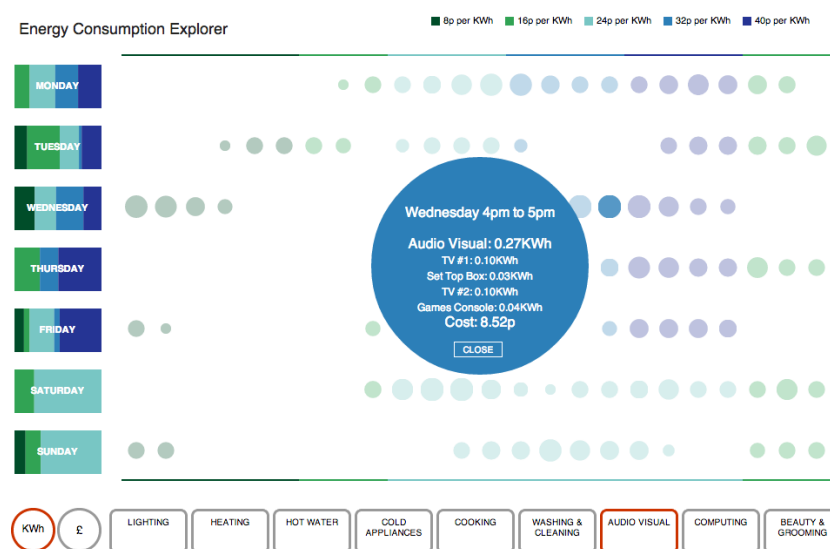 Energy Consumption Explorer
8p per KWh 16p per KWh 24p per KWh 32p per KWh 40p per KWh
MONDAY
TUESDAY
WEDNESDAY
THURSDAY
FRIDAY
SATURDAY
SUNDAY
Wednesday 4pm to 5pm
Audio Visual: 0.27KWh
TV #1: 0.10KWh
Set Top Box: 0.03KWh
TV #2: 0.10KWh
Games Console: 0.04KWh
Cost: 8.52p
CLOSE
KWh
£
LIGHTING
HEATING
HOT WATER
COLD
APPLIANCES
COOKING
WASHING &
CLEANING
AUDIO VISUAL
COMPUTING
BEAUTY &
GROOMING